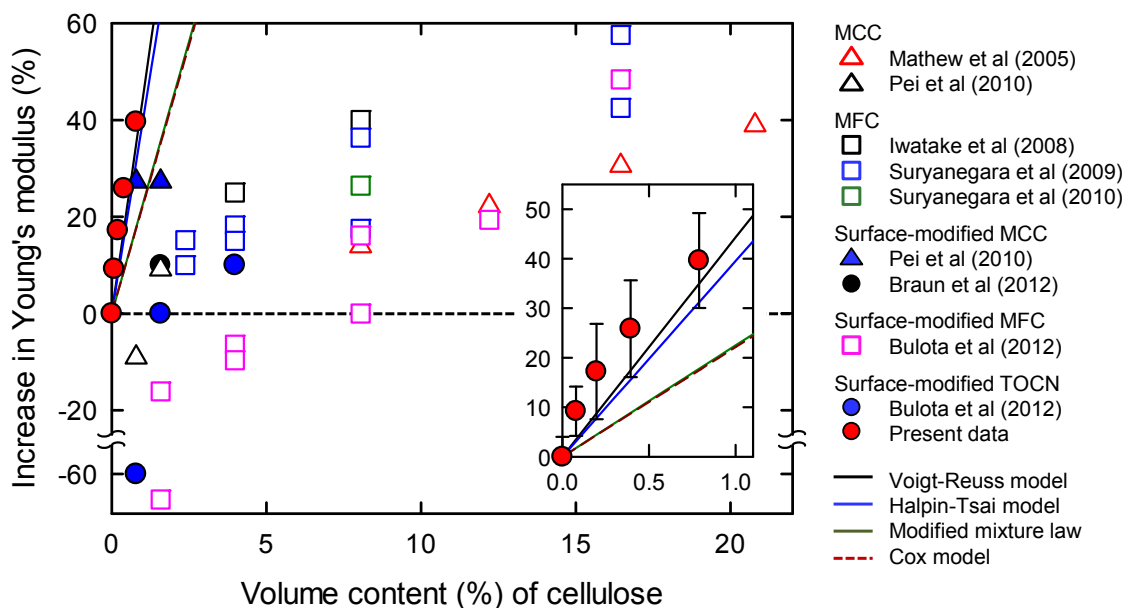 Increase in Young's modulus (%)
60
40
20
0
-20
-60
0
5
10
15
20
Volume content (%) of cellulose
50
40
30
20
10
0
0.0
0.5
1.0
MCC
Mathew et al (2005)
Pei et al (2010)
MFC
Iwatake et al (2008)
Suryanegara et al (2009)
Suryanegara et al (2010)
Surface-modified MCC
Pei et al (2010)
Braun et al (2012)
Surface-modified MFC
Bulota et al (2012)
Surface-modified TOCN
Bulota et al (2012)
Present data
Voigt-Reuss model
Halpin-Tsai model
Modified mixture law
Cox model